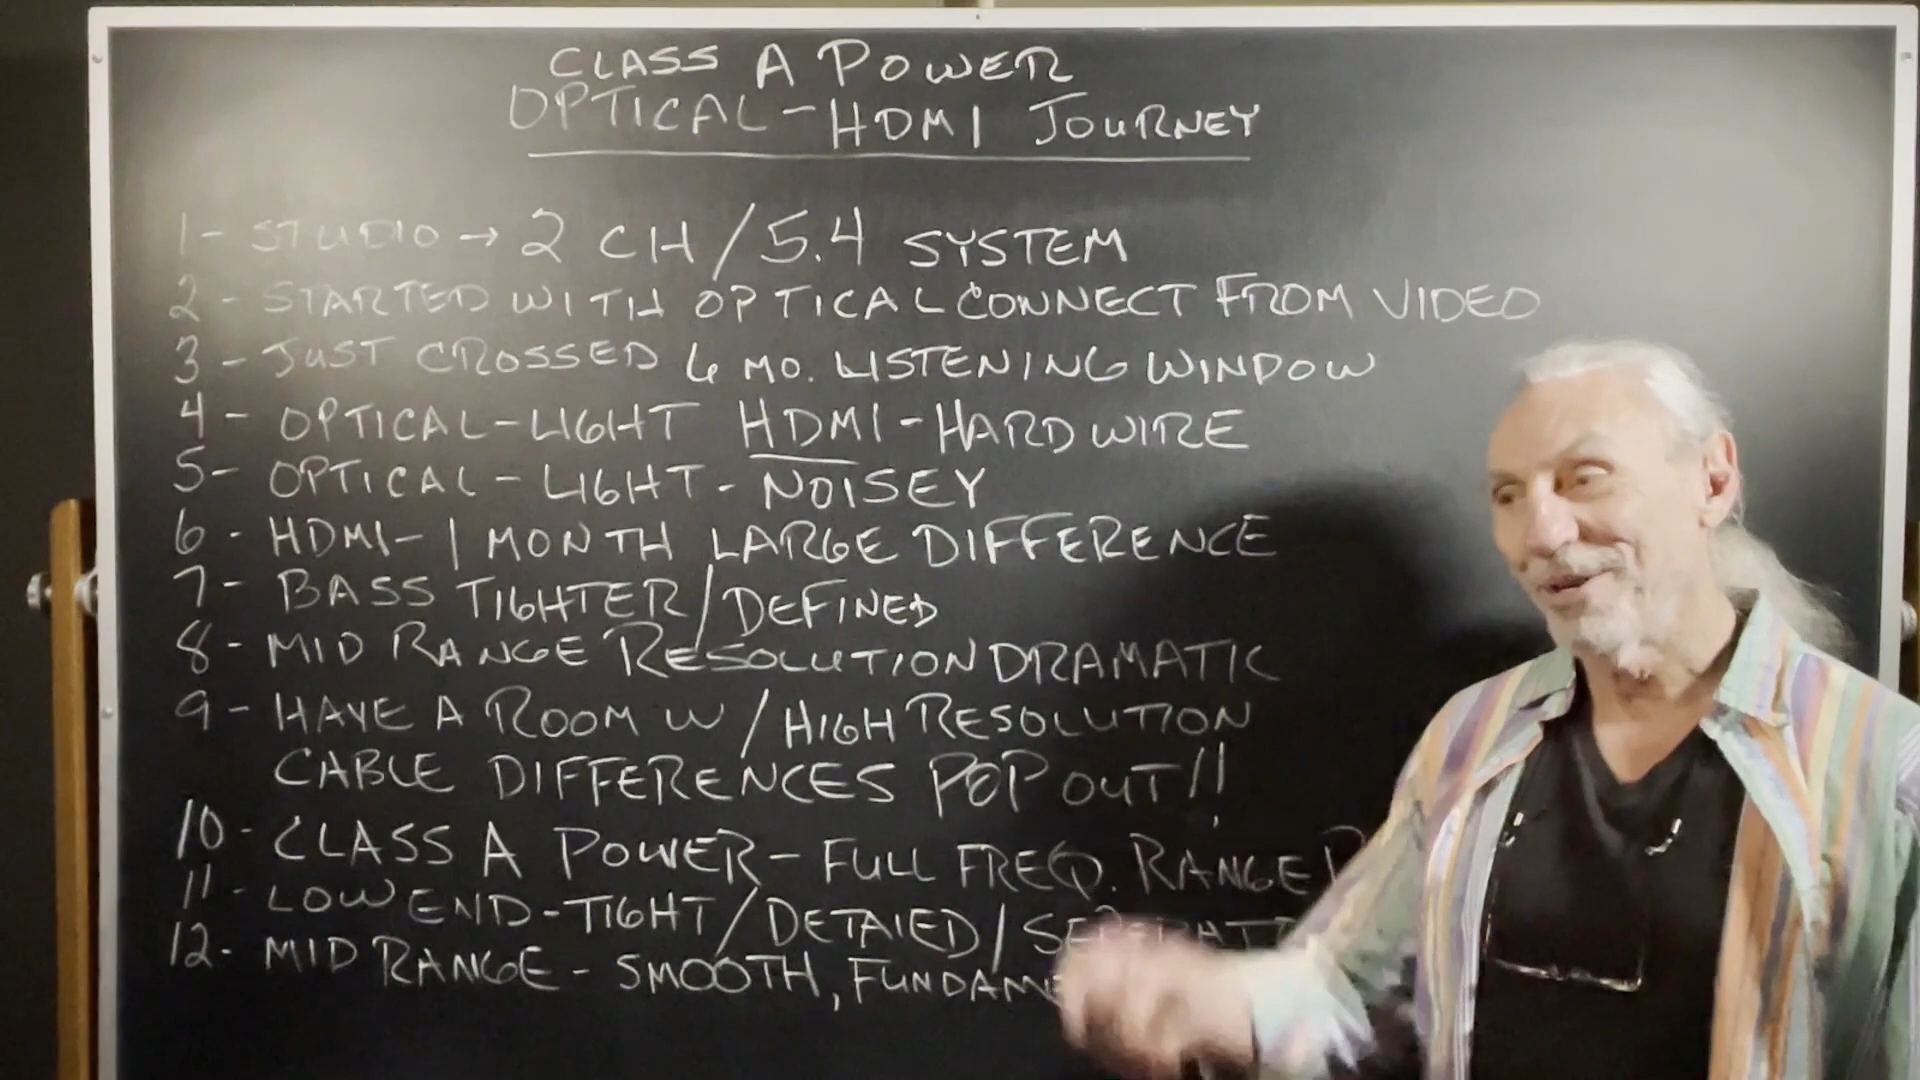 CLASS A POWER
OPTICAL-HDMI JOURNEY
1- STUDIO → 2 CH/5.4 SYSTEM
2- STARTED WITH OPTICAL CONNECT FROM VIDEO
3- JUST CROSSED 6 MO. LISTENING WINDOW
4- OPTICAL-LIGHT HDMI-HARDWIRE
5- OPTICAL-LIGHT-NOISEY
6- HDMI-1 MONTH LARGE DIFFERENCE
7- BASS TIGHTER/DEFINED
8- MID RANGE RESOLUTION DRAMATIC
9- HAVE A ROOM W/HIGH RESOLUTION
CABLE DIFFERENCES POP OUT!!
10- CLASS A POWER-FULL FREQ. RANGE
11- LOW END-TIGHT/DETAIED/
12- MID RANGE-SMOOTH,